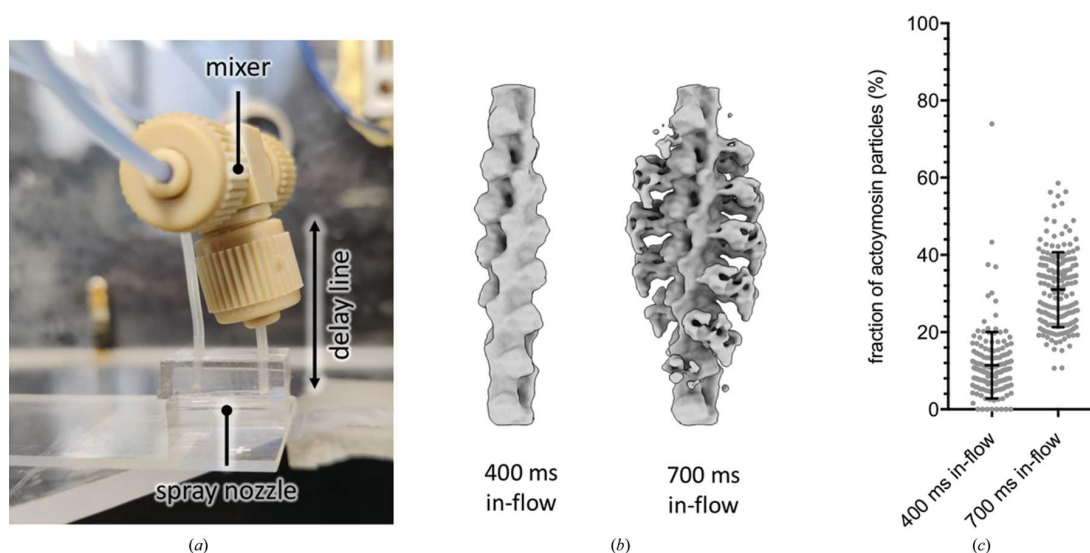 mixer
delay line
spray nozzle
(a)
400 ms
in-flow
700 ms
in-flow
(b)
fraction of actoymosin particles (%)
100
80
60
40
20
0
400 ms in-flow
700 ms in-flow
(c)